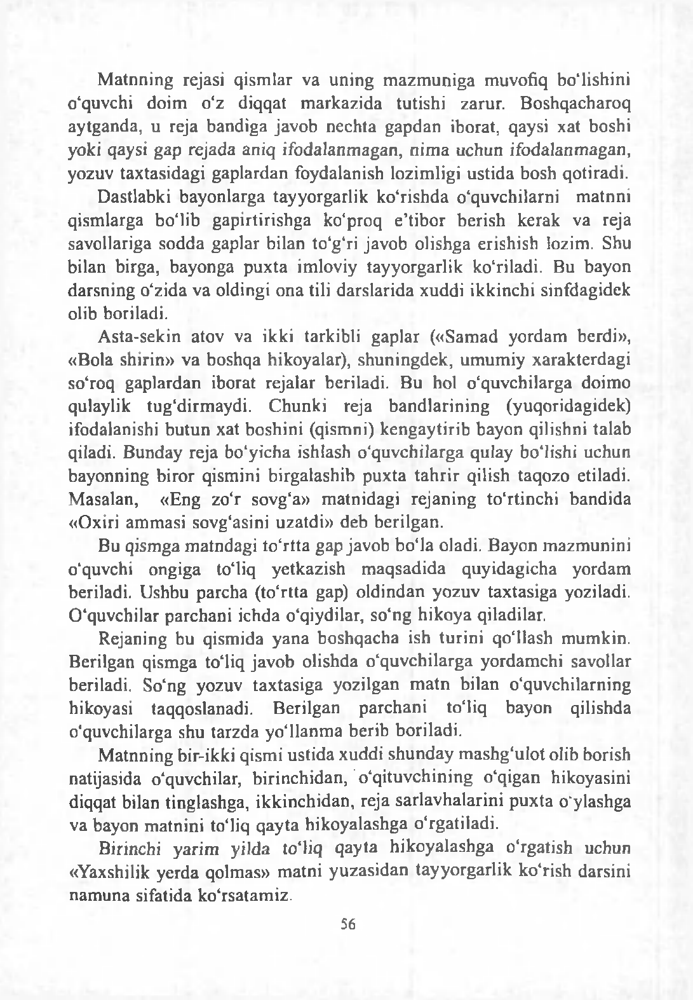 Matnning rejasi qismlar va uning mazmuniga muvofiq bo‘lishini
o‘quvchi doim o‘z diqqat markazida tutishi zarur. Boshqacharoq
aytganda, u reja bandiga javob nechta gapdan iborat, qaysi xat boshi
yoki qaysi gap rejada aniq ifodalanmagan, nima uchun ifodalanmagan,
yozuv taxtasidagi gaplardan foydalanish lozimligi ustida bosh qotiradi.
Dastlabki bayonlarga tayyorgarlik ko‘rishda o‘quvchilarni matnni
qismlarga bo‘lib gapirtirishga ko‘proq e’tibor berish kerak va reja
savollariga sodda gaplar bilan to‘g‘ri javob olishga erishish lozim. Shu
bilan birga, bayonga puxta imloviy tayyorgarlik ko‘riladi. Bu bayon
darsning o‘zida va oldingi ona tili darslarida xuddi ikkinchi sinfdagidek
olib boriladi.
Asta-sekin atov va ikki tarkibli gaplar («Samad yordam berdi»,
«Bola shirin» va boshqa hikoyalar), shuningdek, umumiy xarakterdagi
so‘roq gaplardan iborat rejalar beriladi. Bu hol o‘quvchilarga doimo
qulaylik tug‘dirmaydi. Chunki reja bandlarining (yuqoridagidek)
ifodalanishi butun xat boshini (qismni) kengaytirib bayon qilishni talab
qiladi. Bunday reja bo‘yicha ishlash o‘quvchilarga qulay bo‘lishi uchun
bayonning biror qismini birgalashib puxta tahrir qilish taqozo etiladi.
Masalan, «Eng zo‘r sovg‘a» matnidagi rejaning to‘rtinchi bandida
«Oxiri ammasi sovg‘asini uzatdi» deb berilgan.
Bu qismga matndagi to‘rtta gap javob bo‘la oladi. Bayon mazmunini
o‘quvchi ongiga to‘liq yetkazish maqsadida quyidagicha yordam
beriladi. Ushbu parcha (to‘rtta gap) oldindan yozuv taxtasiga yoziladi.
O‘quvchilar parchani ichda o‘qiydilar, so‘ng hikoya qiladilar.
Rejaning bu qismida yana boshqacha ish turini qo‘llash mumkin.
Berilgan qismga to‘liq javob olishda o‘quvchilarga yordamchi savollar
beriladi. So‘ng yozuv taxtasiga yozilgan matn bilan o‘quvchilarning
hikoyasi taqqoslanadi. Berilgan parchani to‘liq bayon qilishda
o‘quvchilarga shu tarzda yo‘llanma berib boriladi.
Matnning bir-ikki qismi ustida xuddi shunday mashg‘ulot olib borish
natijasida o‘quvchilar, birinchidan, o‘qituvchining o‘qigan hikoyasini
diqqat bilan tinglashga, ikkinchidan, reja sarlavhalarini puxta o‘ylashga
va bayon matnini to‘liq qayta hikoyalashga o‘rgatiladi.
Birinchi yarim yilda to‘liq qayta hikoyalashga o‘rgatish uchun
«Yaxshilik yerda qolmas» matni yuzasidan tayyorgarlik ko‘rish darsini
namuna sifatida ko‘rsatamiz.
56